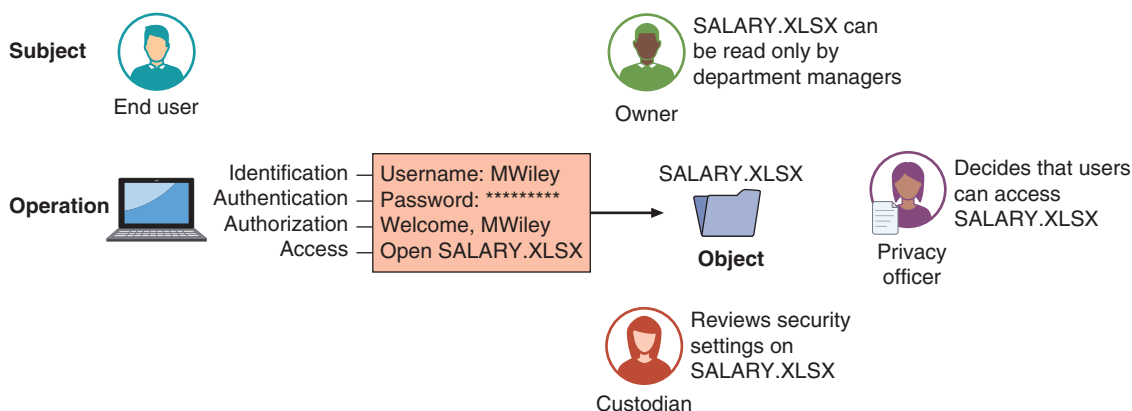 Subject
End user
SALARY.XLSX can
be read only by
department managers
Owner
Operation
Identification
Authentication
Authorization
Access
Username: MWiley
Password: *********
Welcome, MWiley
Open SALARY.XLSX
SALARY.XLSX
Object
Decides that users
can access
SALARY.XLSX
Privacy
officer
Reviews security
settings on
SALARY.XLSX
Custodian